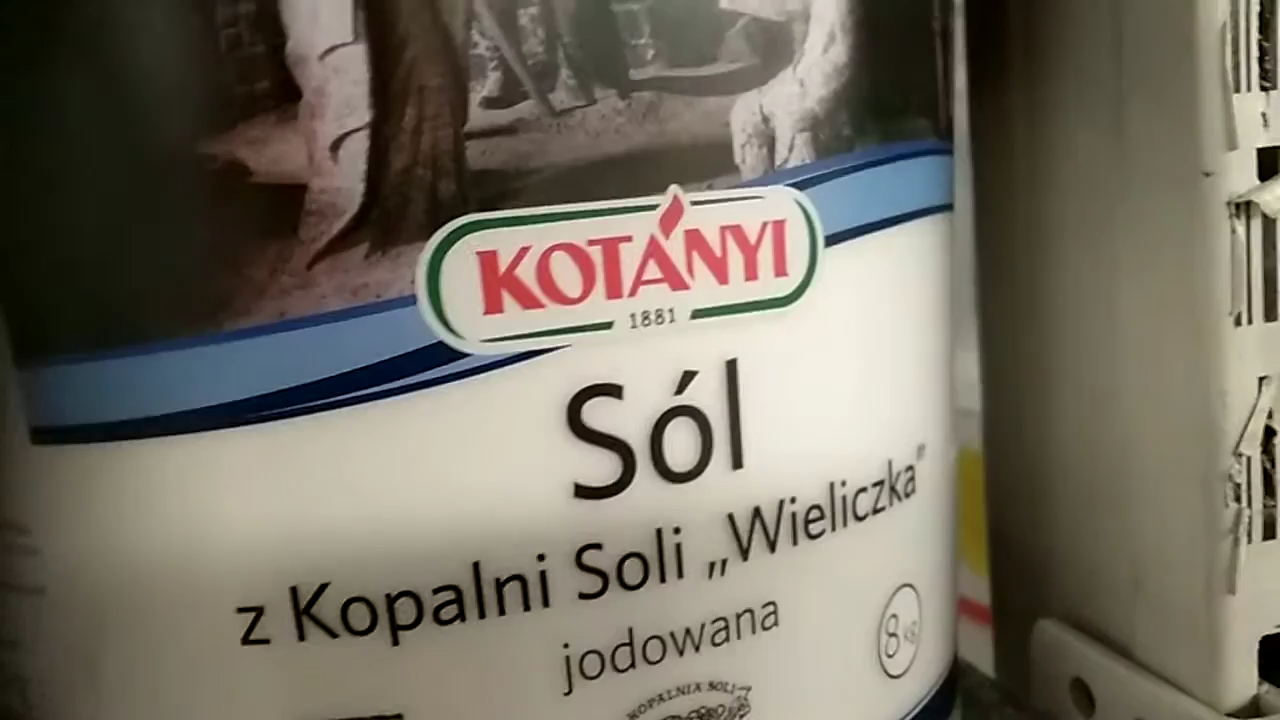 KOTÁNYI
1881
Sól
z Kopalni Soli „Wieliczka”
jodowana
8 kg
KOPALNIA SOLI